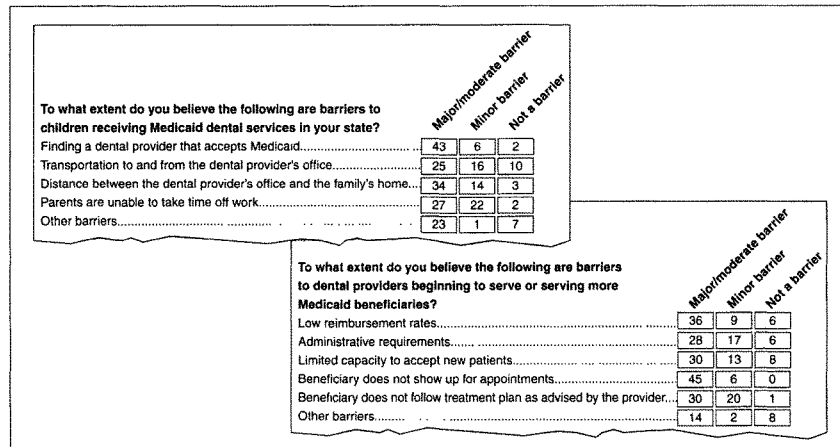 Major/moderate barrier
Minor barrier
Not a barrier
To what extent do you believe the following are barriers to
children receiving Medicaid dental services in your state?
Finding a dental provider that accepts Medicaid 43 6 2
Transportation to and from the dental provider's office 25 16 10
Distance between the dental provider's office and the family's home 34 14 3
Parents are unable to take time off work 27 22 2
Other barriers 23 1 7
Major/moderate barrier
Minor barrier
Not a barrier
To what extent do you believe the following are barriers
to dental providers beginning to serve or serving more
Medicaid beneficiaries?
Low reimbursement rates 36 9 6
Administrative requirements 28 17 6
Limited capacity to accept new patients 30 13 8
Beneficiary does not show up for appointments 45 6 0
Beneficiary does not follow treatment plan as advised by the provider 30 20 1
Other barriers 14 2 8